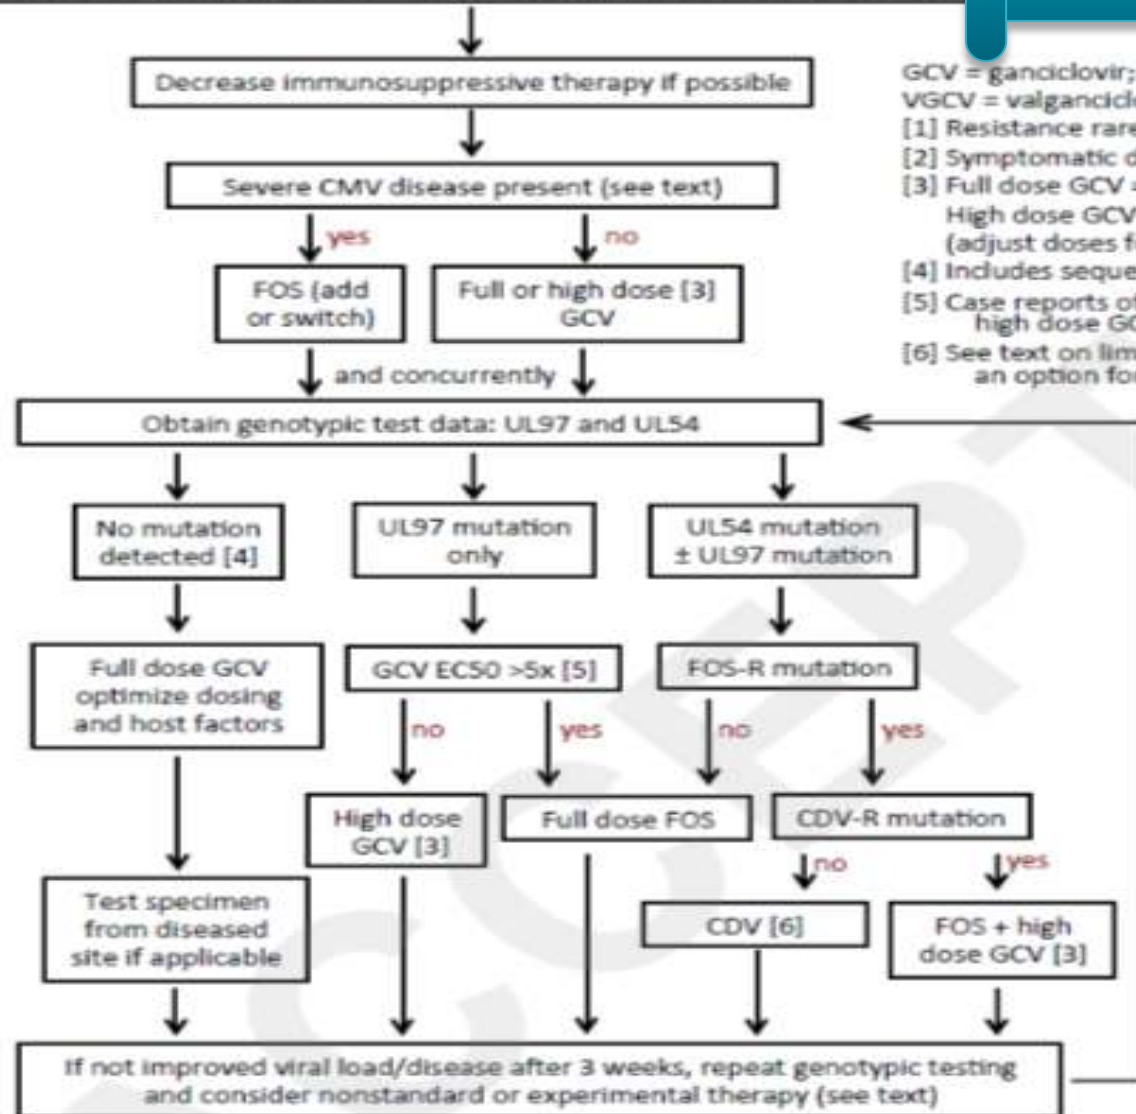 Decrease immunosuppressive therapy if possible
Severe CMV disease present (see text)
yes
no
FOS (add
or switch)
Full or high dose [3]
GCV
and concurrently
Obtain genotypic test data: UL97 and UL54
No mutation
detected [4]
UL97 mutation
only
UL54 mutation
± UL97 mutation
Full dose GCV
optimize dosing
and host factors
GCV EC50 >5x [5]
FOS-R mutation
no
yes
no
yes
High dose
GCV [3]
Full dose FOS
CDV-R mutation
no
yes
Test specimen
from diseased
site if applicable
CDV [6]
FOS + high
dose GCV [3]
If not improved viral load/disease after 3 weeks, repeat genotypic testing
and consider nonstandard or experimental therapy (see text)
GCV = ganciclovir;
VGCV = valganciclo
[1] Resistance rare
[2] Symptomatic d
[3] Full dose GCV =
High dose GCV
(adjust doses f
[4] Includes seque
[5] Case reports of
high dose GC
[6] See text on lim
an option for